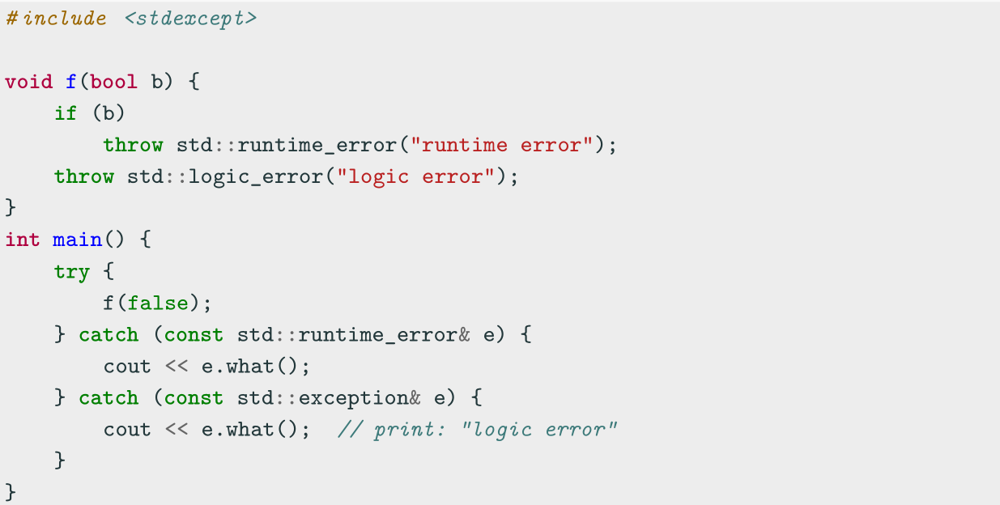 #include <stdexcept>
void f(bool b) {
    if (b)
        throw std::runtime_error("runtime error");
    throw std::logic_error("logic error");
}
int main() {
    try {
        f(false);
    } catch (const std::runtime_error& e) {
        cout << e.what();
    } catch (const std::exception& e) {
        cout << e.what();  // print: "logic error"
    }
}